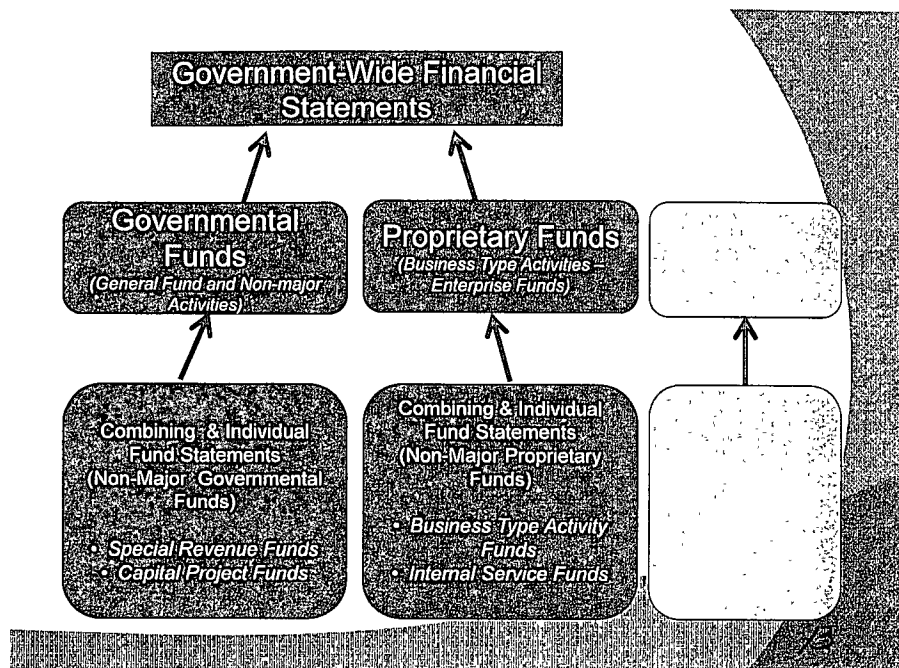 Government-Wide Financial
Statements
Governmental
Funds
(General Fund and Non-major
Activities)
Proprietary Funds
(Business Type Activities –
Enterprise Funds)
Combining & Individual
Fund Statements
(Non-Major Governmental
Funds)
• Special Revenue Funds
• Capital Project Funds
Combining & Individual
Fund Statements
(Non-Major Proprietary
Funds)
• Business Type Activity
Funds
• Internal Service Funds